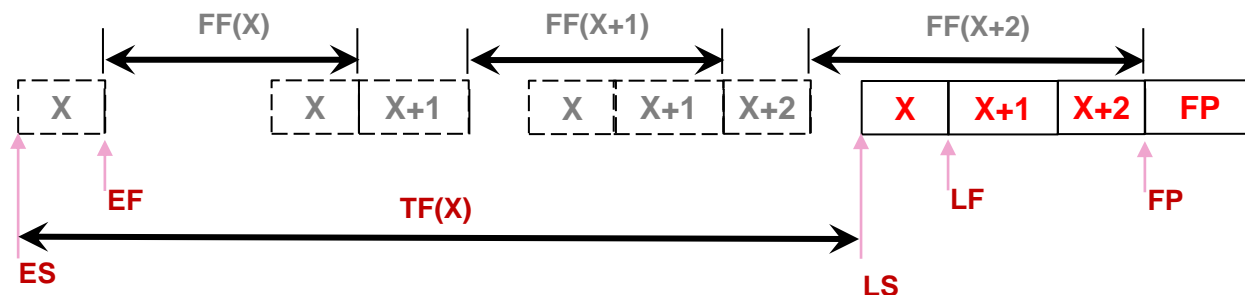 FF(X) FF(X+1) FF(X+2)
X X X+1 X X+1 X+2 X X+1 X+2 FP
EF TF(X) LF FP
ES LS